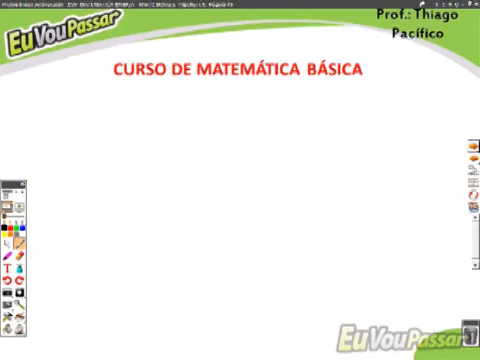 EuVouPassar
Prof.: Thiago
Pacífico
CURSO DE MATEMÁTICA BÁSICA
EuVouPassar